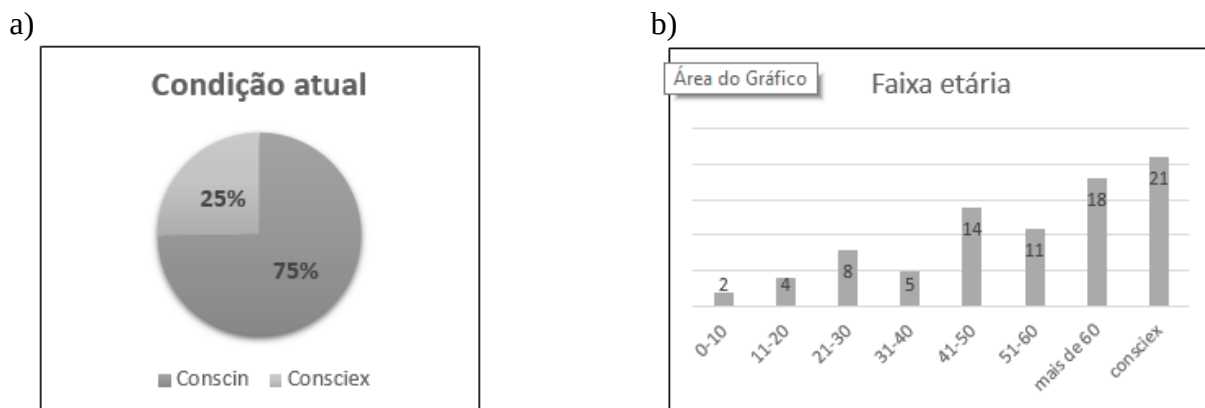 a)
Condição atual
25%
75%
Conscin Consciex
b)
Área do Gráfico
Faixa etária
2
4
8
5
14
11
18
21
0-10
11-20
21-30
31-40
41-50
51-60
mais de 60
consciex